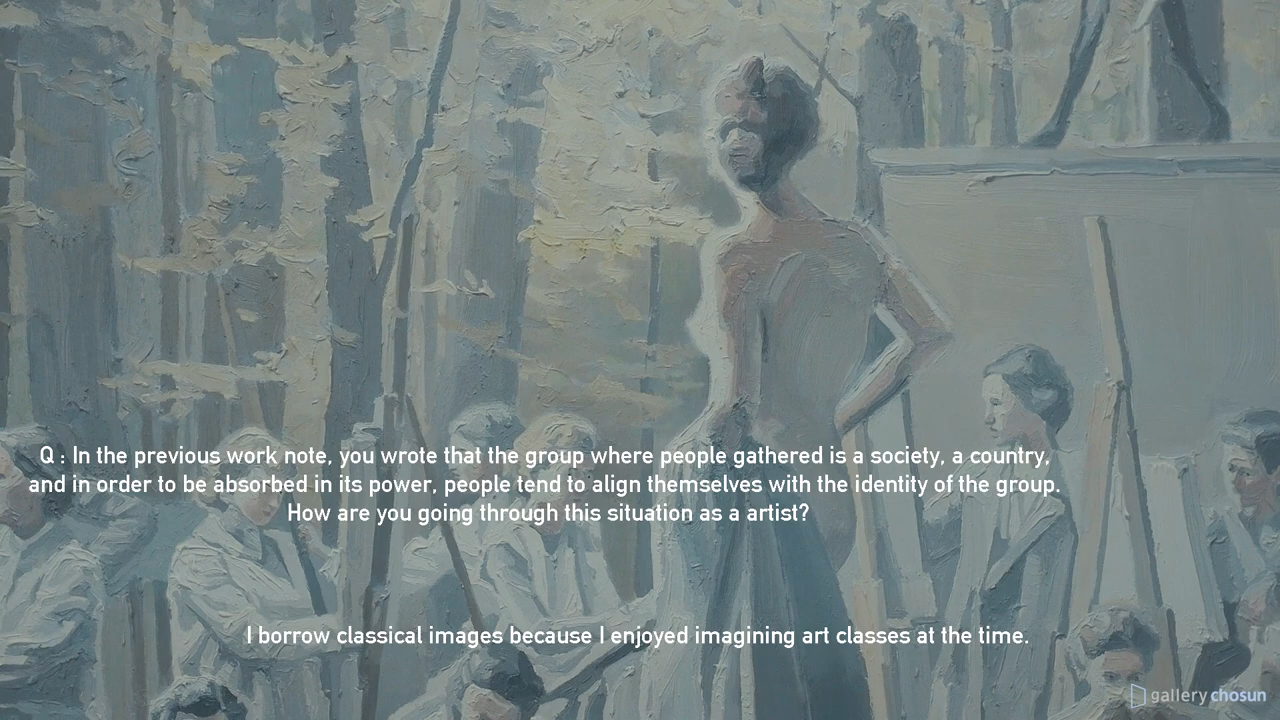 Q : In the previous work note, you wrote that the group where people gathered is a society, a country,
and in order to be absorbed in its power, people tend to align themselves with the identity of the group.
How are you going through this situation as a artist?
I borrow classical images because I enjoyed imagining art classes at the time.
gallery chosun